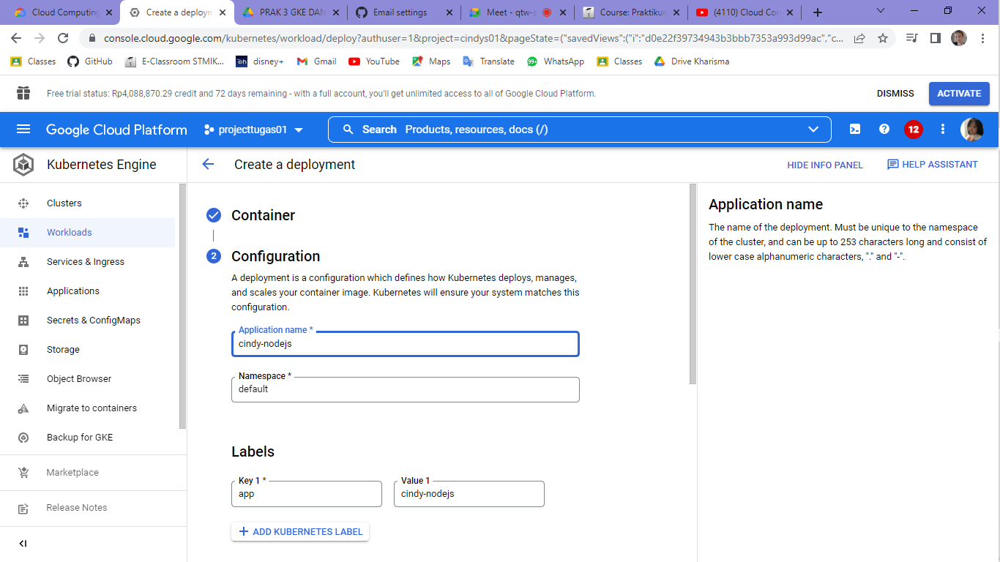 Cloud Computing
Create a deploym
PRAK 3 GKE DAN
Email settings
Meet - qtw-s
Course: Praktikur
(4110) Cloud Con
console.cloud.google.com/kubernetes/workload/deploy?authuser=1&project=cindys01&pageState=("savedViews":("i":"d0e22f39734943b3bbb7353a993d99ac","c...
Classes
GitHub
E-Classroom STMIK...
disney+
Gmail
YouTube
Maps
Translate
WhatsApp
Classes
Drive Kharisma
Free trial status: Rp4,088,870.29 credit and 72 days remaining - with a full account, you'll get unlimited access to all of Google Cloud Platform.
DISMISS
ACTIVATE
Google Cloud Platform
projecttugas01
Search Products, resources, docs (/)
12
Kubernetes Engine
Create a deployment
HIDE INFO PANEL
HELP ASSISTANT
Clusters
Workloads
Services & Ingress
Applications
Secrets & ConfigMaps
Storage
Object Browser
Migrate to containers
Backup for GKE
Marketplace
Release Notes
Container
2
Configuration
A deployment is a configuration which defines how Kubernetes deploys, manages,
and scales your container image. Kubernetes will ensure your system matches this
configuration.
Application name *
cindy-nodejs
Namespace *
default
Labels
Key 1 *
app
Value 1
cindy-nodejs
ADD KUBERNETES LABEL
Application name
The name of the deployment. Must be unique to the namespace
of the cluster, and can be up to 253 characters long and consist of
lower case alphanumeric characters, "." and "-".